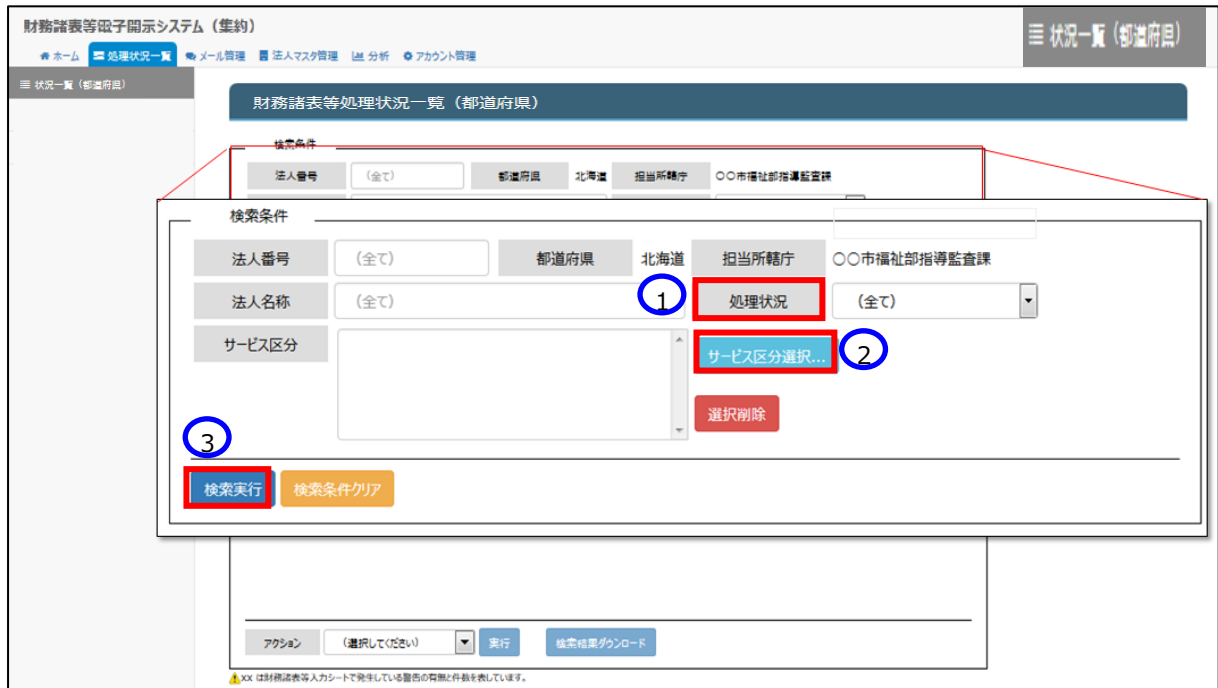 財務諸表等電子開示システム（集約）
状況一覧（都道府県）
ホーム 処理状況一覧 メール管理 法人マスタ管理 分析 アカウント管理
状況一覧（都道府県）
財務諸表等処理状況一覧（都道府県）
検索条件
法人番号 （全て） 都道府県 北海道 担当所轄庁 〇〇市福祉部指導監査課
検索条件
法人番号 （全て） 都道府県 北海道 担当所轄庁 〇〇市福祉部指導監査課
法人名称 （全て） 1 処理状況 （全て）
サービス区分 サービス区分選択... 2
選択削除
3
検索実行 検索条件クリア
アクション （選択してください） 実行 検索結果ダウンロード
xx は財務諸表等入力シートで発生している警告の有無と件数を表しています。